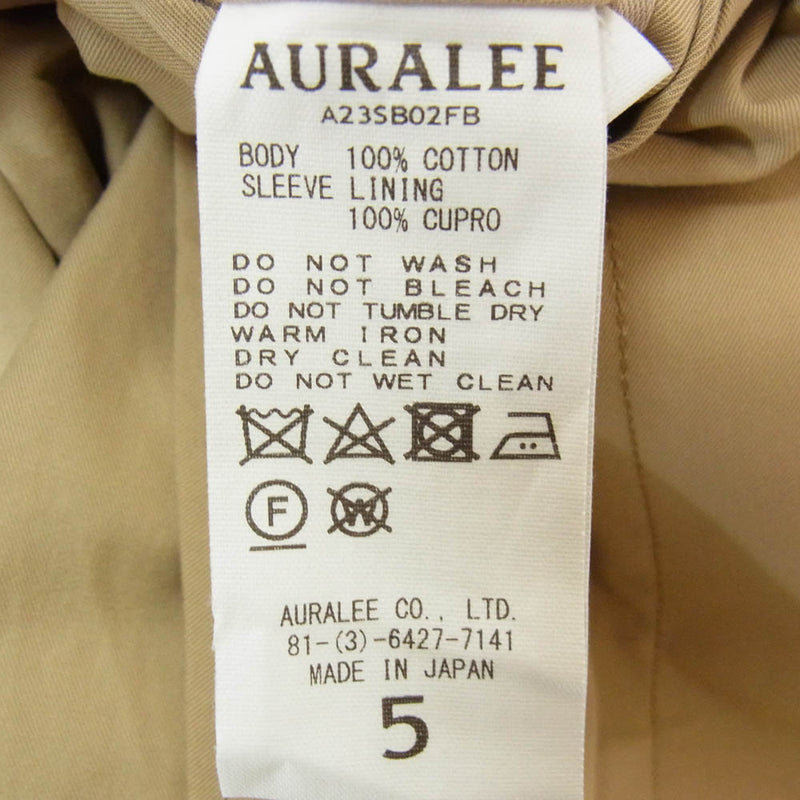 AURALEE
A23SB02FB
BODY 100% COTTON
SLEEVE LINING
100% CUPRO
DO NOT WASH
DO NOT BLEACH
DO NOT TUMBLE DRY
WARM IRON
DRY CLEAN
DO NOT WET CLEAN
F W
AURALEE CO., LTD.
81-(3)-6427-7141
MADE IN JAPAN
5